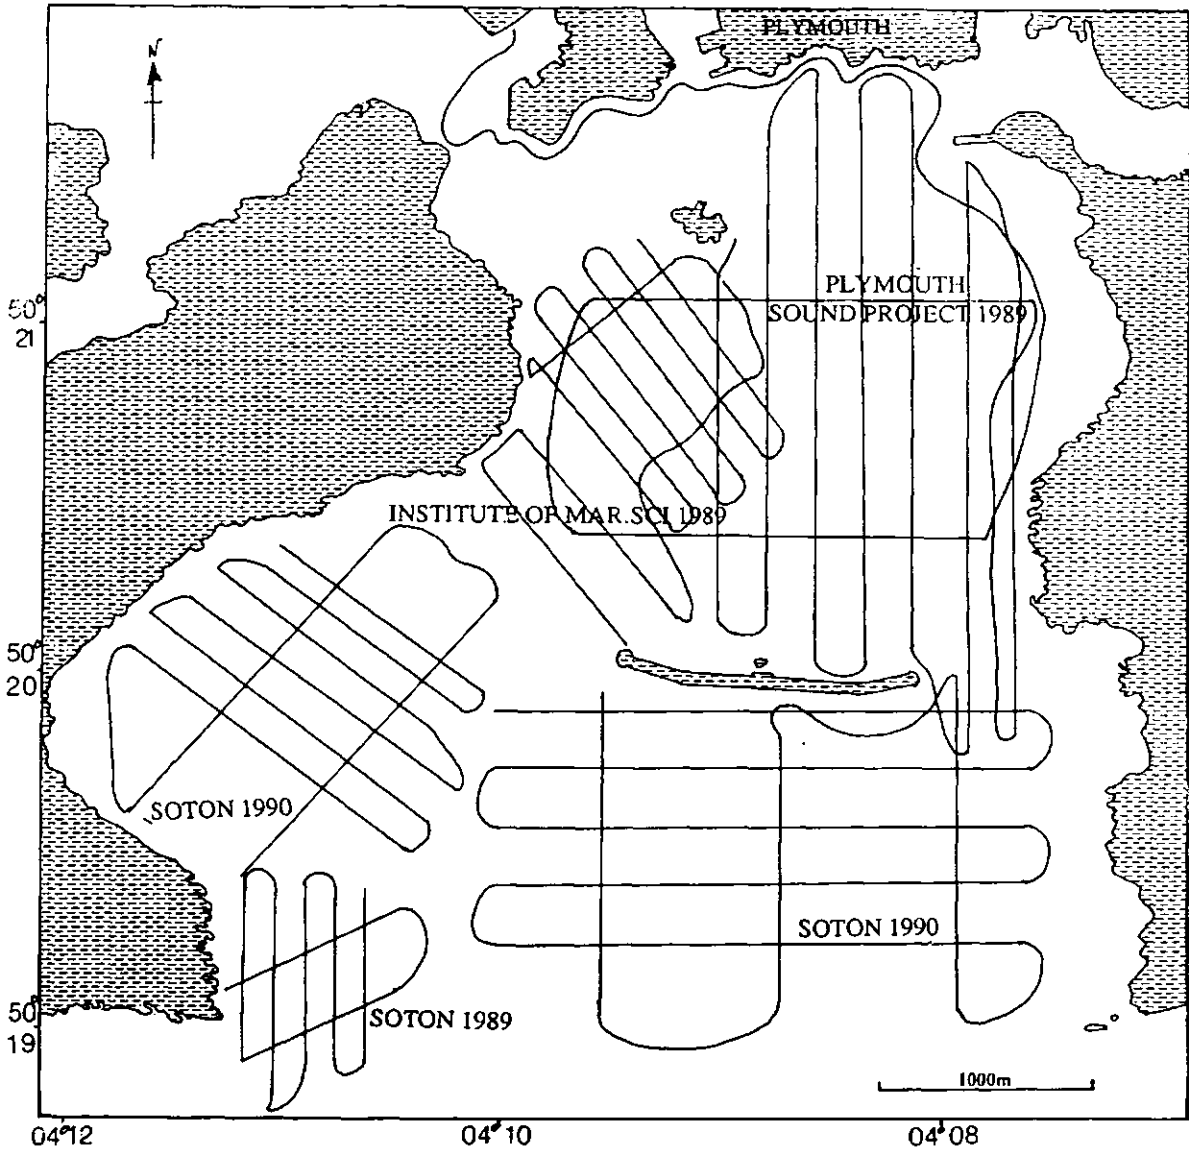 PLYMOUTH
N
PLYMOUTH
SOUND PROJECT 1989
50°
21
INSTITUTE OF MAR.SCI 1989
50°
20
SOTON 1990
SOTON 1990
50°
19
SOTON 1989
1000m
04°12
04°10
04°08